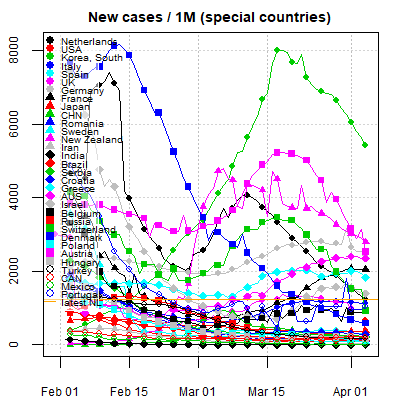 New cases / 1M (special countries)
8000
6000
4000
2000
0
Netherlands
USA
Korea, South
Italy
Spain
UK
Germany
France
Japan
CHN
Romania
Sweden
New Zealand
Iran
India
Brazil
Serbia
Croatia
Greece
AUS
Israel
Belgium
Russia
Switzerland
Denmark
Poland
Austria
Hungary
Turkey
CAN
Mexico
Portugal
latest NL
Feb 01 Feb 15 Mar 01 Mar 15 Apr 01